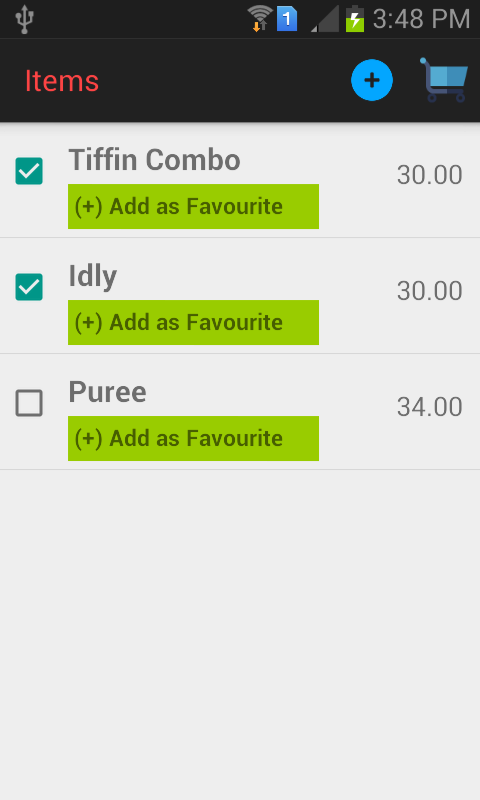 1 3:48 PM
Items
Tiffin Combo
30.00
(+) Add as Favourite
Idly
30.00
(+) Add as Favourite
Puree
34.00
(+) Add as Favourite